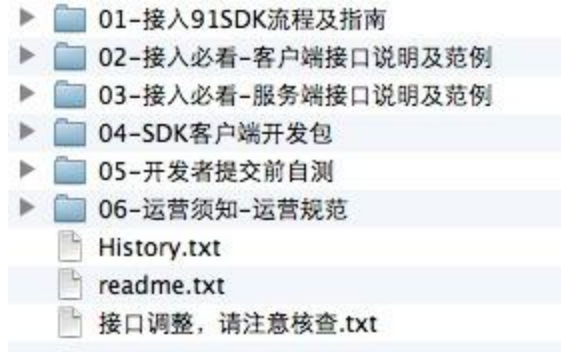 01-接入91SDK流程及指南
02-接入必看-客户端接口说明及范例
03-接入必看-服务端接口说明及范例
04-SDK客户端开发包
05-开发者提交前自测
06-运营须知-运营规范
History.txt
readme.txt
接口调整，请注意核查.txt